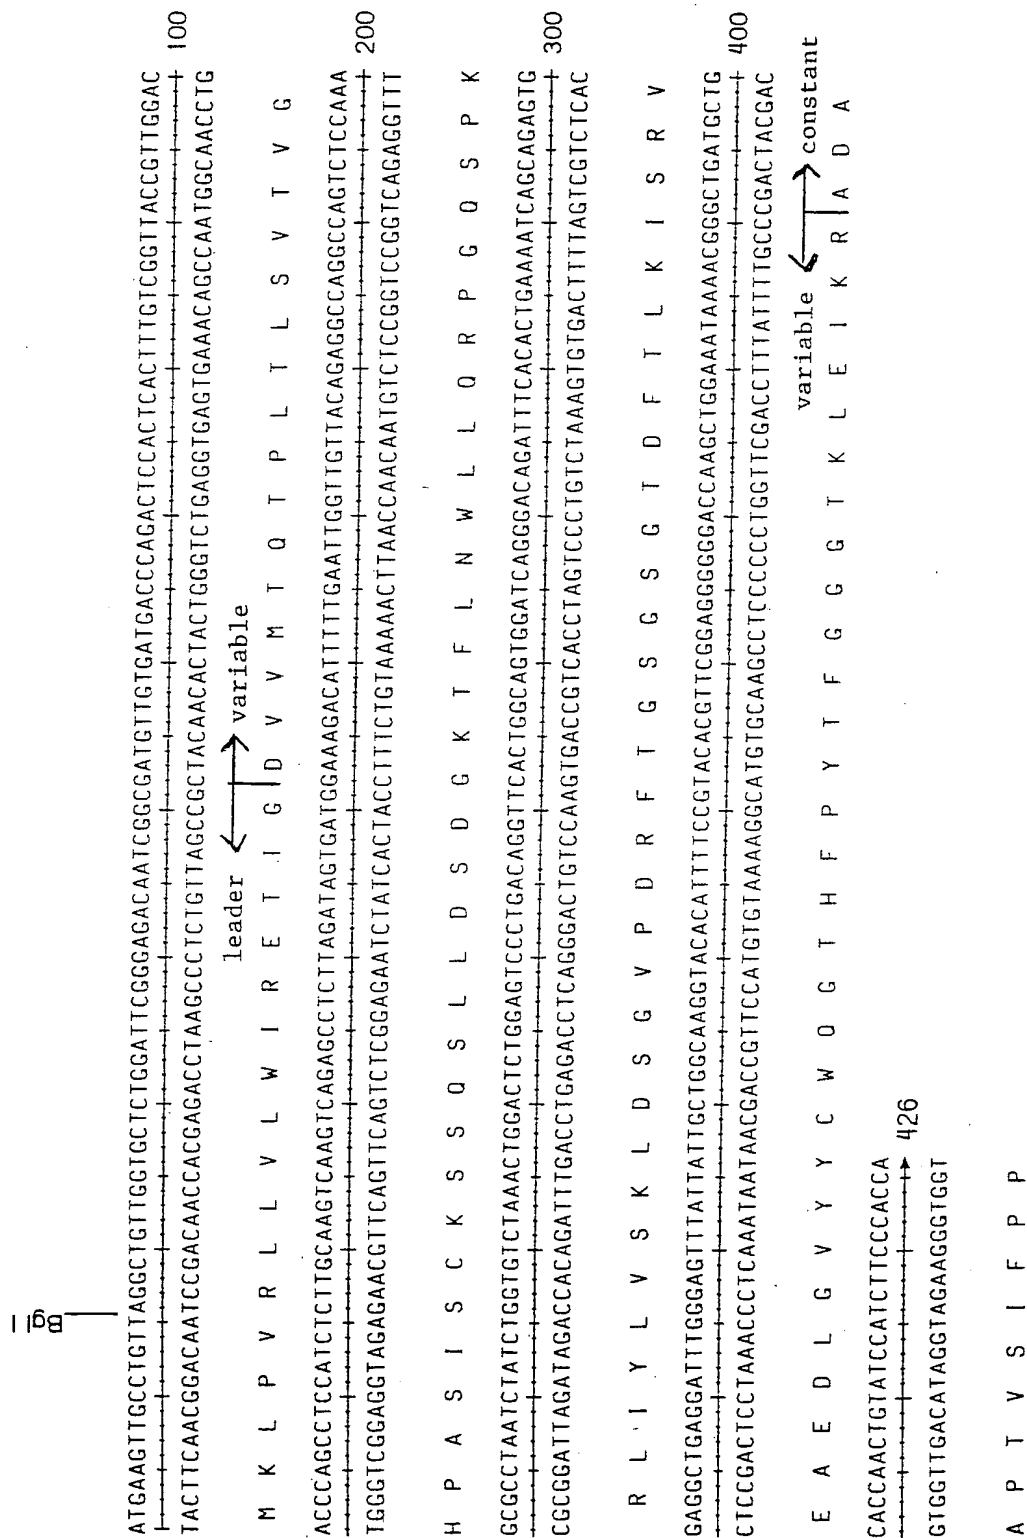 Bgl I
ATGAAGTTGCCTGTTAGGCTGTTGGTGCTCTGGATTCGGGAGACAATCGGCGATGTTGTGATGACCCAGACTCCACTCACTTTGTCGGTTACCGTTGGAC
100
TACTTCAACGGACAATCCGACAACCACGAGACCTAAGCCCTCTGTTAGCCGCTACAACACTACTGGGTCTGAGGTGAGTGAAACAGCCAATGGCAACCTG
leader variable
M K L P V R L L V L W I R E T I G D V V M T Q T P L T L S V T V G
ACCCAGCCTCCATCTCTTGCAAGTCAAGTCAGAGCCTCTTAGATAGTGATGGAAAGACATTTTTGAATTGGTTGTTACAGAGGCCAGGCCAGTCTCCAAA
200
TGGGTCGGAGGTAGAGAACGTTCAGTTCAGTCTCGGAGAATCTATCACTACCTTTCTGTAAAAACTTAACCAACAATGTCTCCGGTCCGGTCAGAGGTTT
H P A S I S C K S S Q S L L D S D G K T F L N W L L Q R P G Q S P K
GCGCCTAATCTATCTGGTGTCTAAACTGGACTCTGGAGTCCCTGACAGGTTCACTGGCAGTGGATCAGGGACAGATTTCACACTGAAAATCAGCAGAGTG
300
CGCGGATTAGATAGACCACAGATTTGACCTGAGACCTCAGGGACTGTCCAAGTGACCGTCACCTAGTCCCTGTCTAAAGTGTGACTTTTAGTCGTCTCAC
R L I Y L V S K L D S G V P D R F T G S G S G T D F T L K I S R V
GAGGCTGAGGATTTGGGAGTTTATTATTGCTGGCAAGGTACACATTTTCCGTACACGTTCGGAGGGGGGACCAAGCTGGAAATAAAACGGGCTGATGCTG
400
CTCCGACTCCTAAACCCTCAAATAATAACGACCGTTCCATGTGTAAAAGGCATGTGCAAGCCTCCCCCCTGGTTCGACCTTTATTTTGCCCGACTACGAC
variable constant
E A E D L G V Y Y C W Q G T H F P Y T F G G G T K L E I K R A D A
CACCAACTGTATCCATCTTCCCACCA
426
GTGGTTGACATAGGTAGAAGGGTGGT
A P T V S I F P P